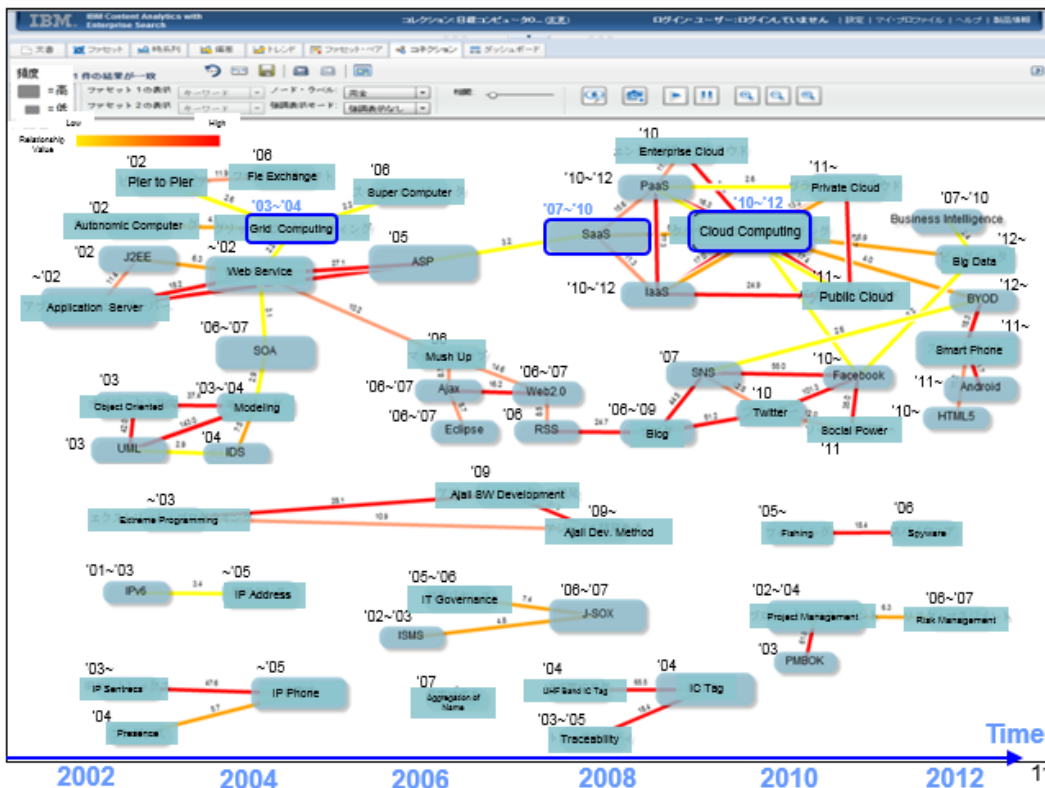 IBM. IBM Content Analytics with Enterprise Search
コレクション:日経コンピュータ0... (変更)
ログイン・ユーザー:ログインしていません | 設定 | マイ・プロファイル | ヘルプ | 製品情報
文書 ファセット 時系列 偏差 トレンド ファセット・ペア コネクション ダッシュボード
頻度
= 高
= 低
件の結果が一致
ファセット 1 の表示 キーワード ノード・ラベル: 完全
ファセット 2 の表示 キーワード 強調表示モード: 強調表示なし
Low High
Relationship Value
'02 Pier to Pier
'06 Fle Exchange
'06 Super Computer
'02 Autonomic Computer
'03~'04 Grid Computing
'02 J2EE
~'02 Web Service
'05 ASP
~'02 Application Server
'07~'10 SaaS
'10~'12 PaaS
'10 Enterprise Cloud
'10~'12 Cloud Computing
'11~ Private Cloud
'10~'12 IaaS
'11~ Public Cloud
'07~'10 Business Intelligence
'12~ Big Data
'12~ BYOD
'11~ Smart Phone
'11~ Android
'10~ HTML5
'06~'07 SOA
'03 Object Oriented
'03~'04 Modeling
'03 UML
'04 IDS
'06 Mush Up
'06~'07 Ajax
'06~'07 Web2.0
'06~'07 Eclipse
'06 RSS
'06~'09 Blog
'07 SNS
'10 Twitter
'10~ Facebook
'11 Social Power
~'03 Extreme Programming
'09 Ajail SW Development
'09~ Ajail Dev. Method
'05~ Fishing
'06 Spyware
'01~'03 IPv6
~'05 IP Address
'05~'06 IT Governance
'02~'03 ISMS
'06~'07 J-SOX
'02~'04 Project Management
'06~'07 Risk Management
'03 PMBOK
'03~ IP Sentrecs
~'05 IP Phone
'04 Presence
'07 Aggregation of Name
'04 UHF Band IC Tag
'04 IC Tag
'03~'05 Traceability
Time
2002 2004 2006 2008 2010 2012